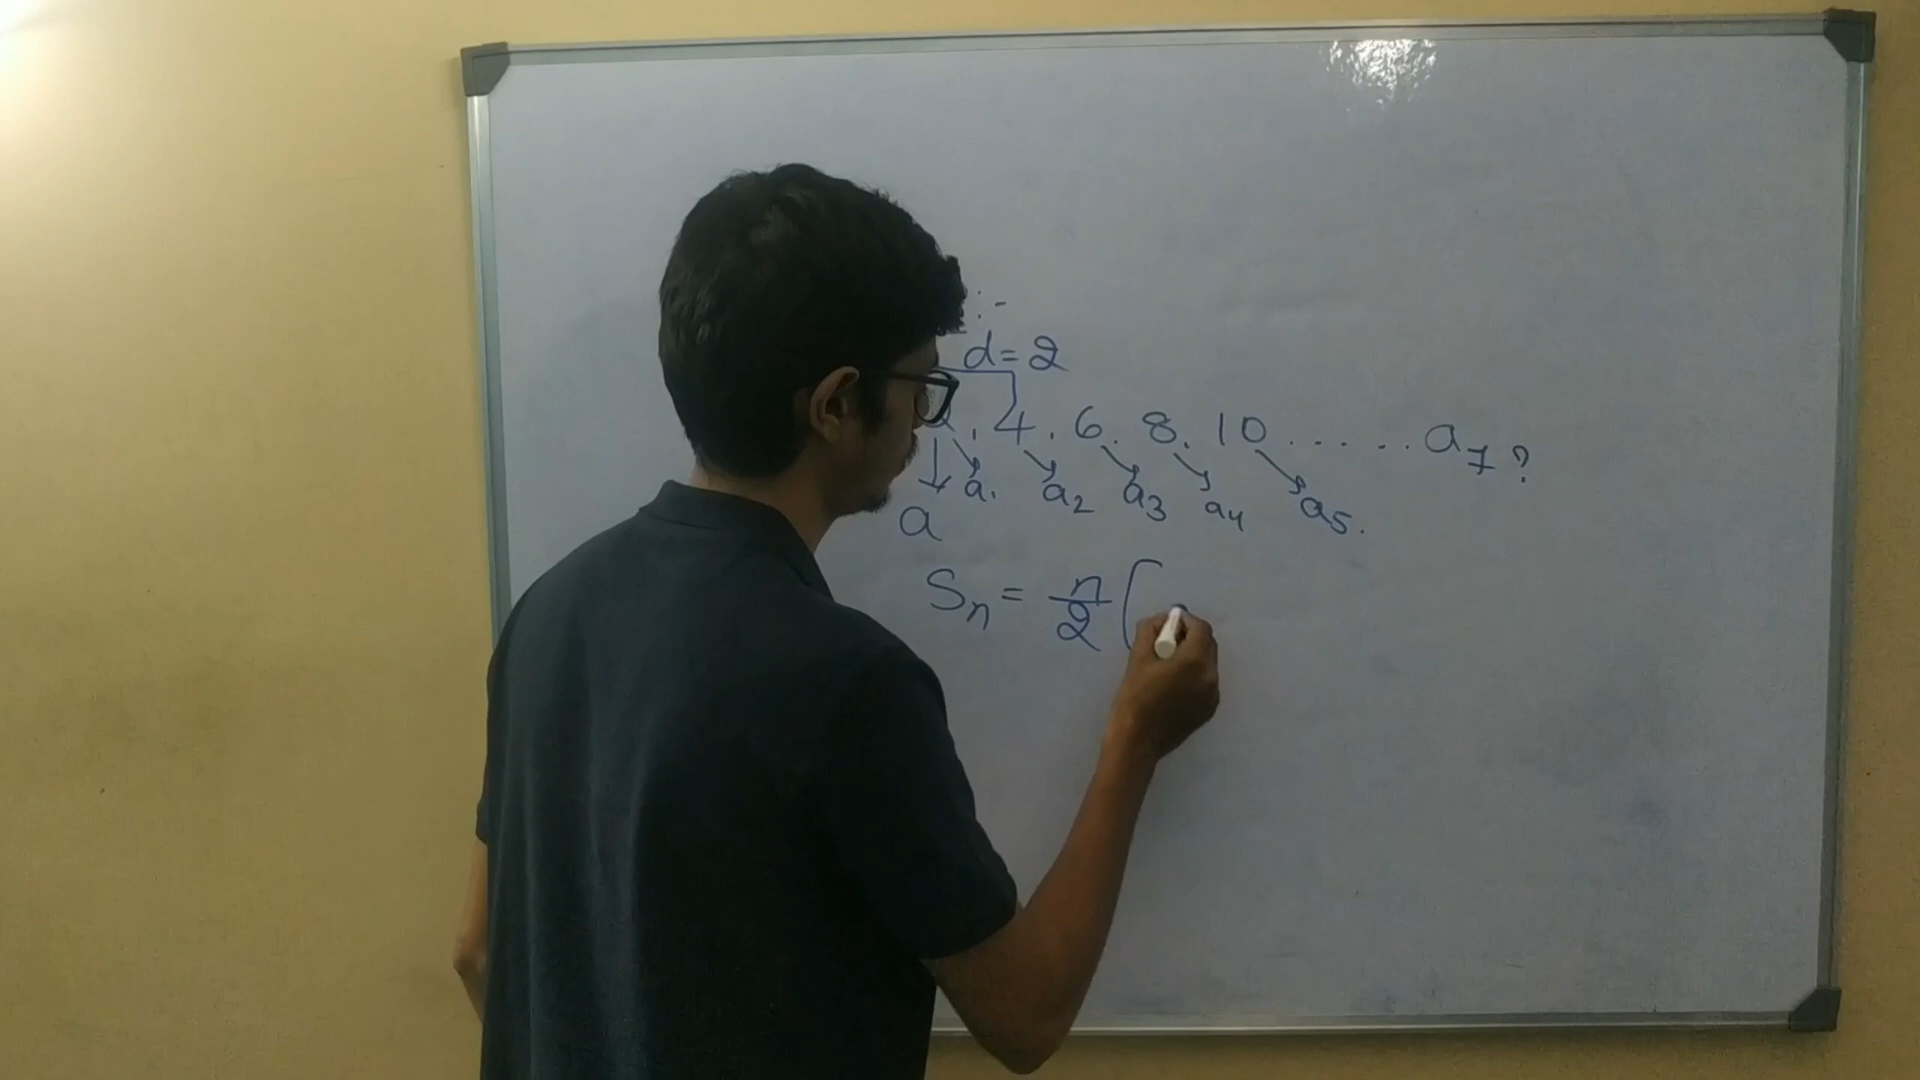 :-
d=2
2. 4. 6. 8. 10 ...... a7?
a1 a2 a3 a4 a5.
a
Sn = n/2 (